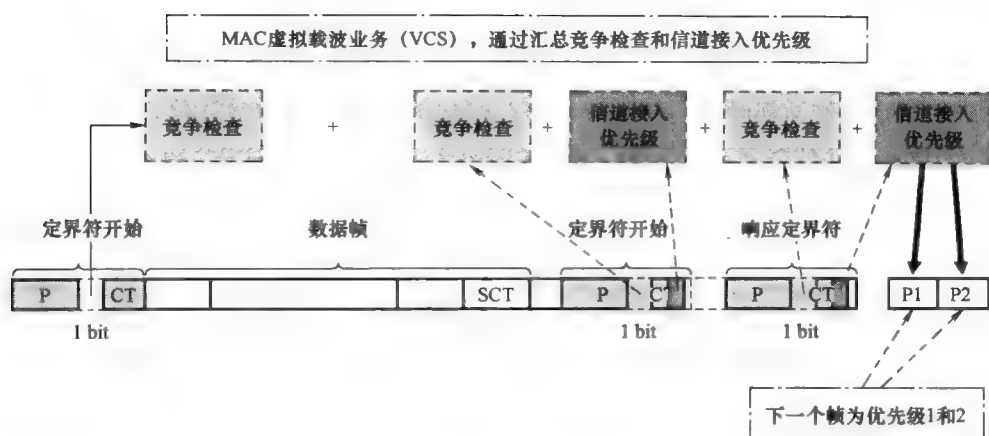 MAC虚拟载波业务（VCS），通过汇总竞争检查和信道接入优先级
竞争检查
+
竞争检查
+
信道接入
优先级
+
竞争检查
+
信道接入
优先级
定界符开始
数据帧
定界符开始
响应定界符
P
CT
SCT
P
CT
P
CT
P1
P2
1 bit
1 bit
1 bit
下一个帧为优先级1和2